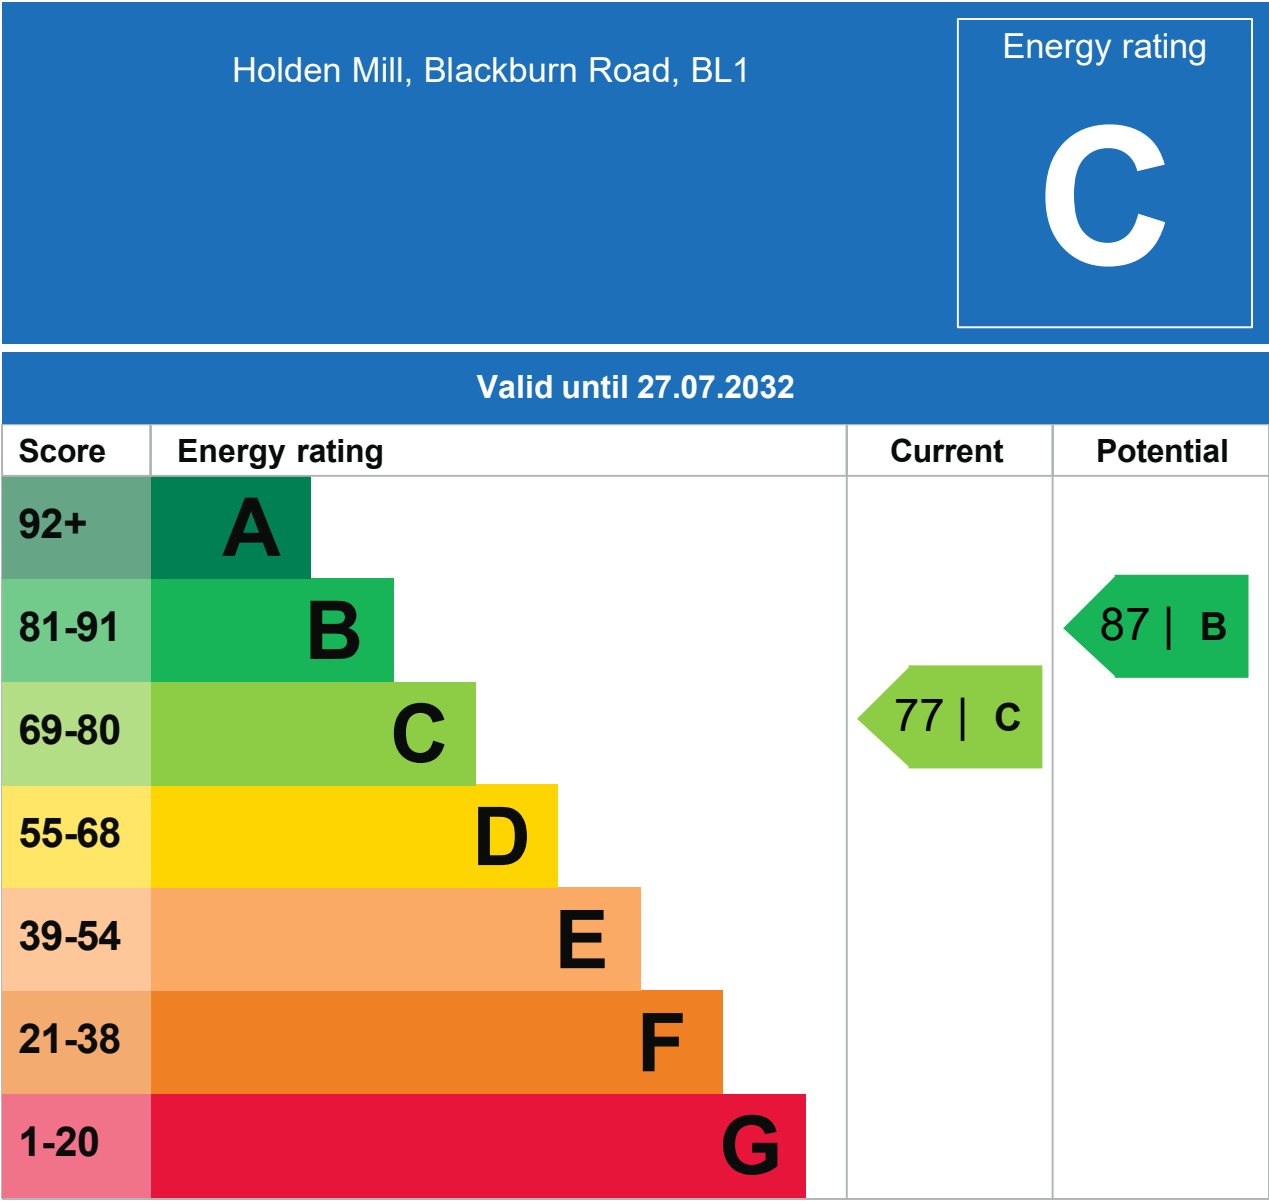 Holden Mill, Blackburn Road, BL1
Energy rating
C
Valid until 27.07.2032
Score Energy rating Current Potential
92+ A
81-91 B
87 | B
69-80 C
77 | C
55-68 D
39-54 E
21-38 F
1-20 G